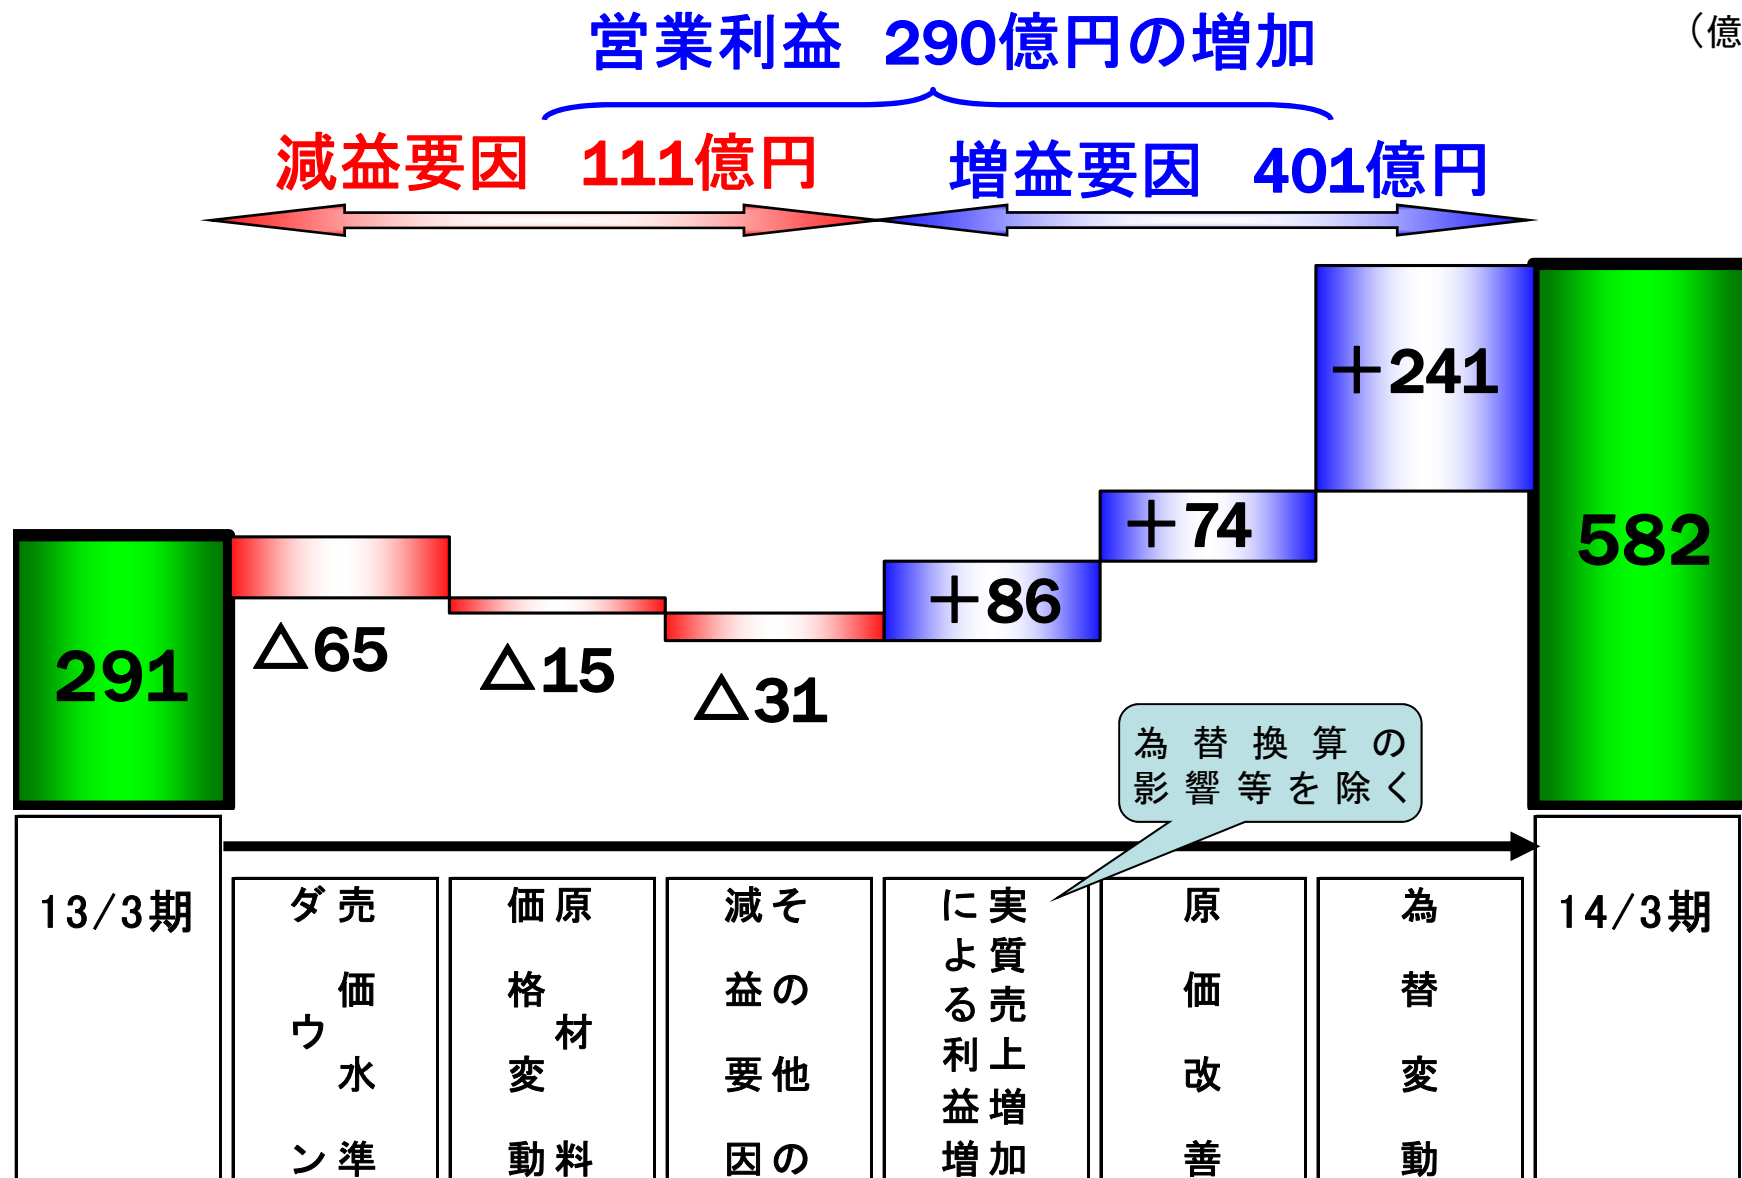 営業利益 290億円の増加
（億
減益要因 111億円
増益要因 401億円
＋241
＋74
582
＋86
291
△65
△15
△31
為替換算の
影響等を除く
13/3期
売価水準
ダウン
原材料
価格変動
その他の
減益要因
実質売上増加
による利益増
原価改善
為替変動
14/3期